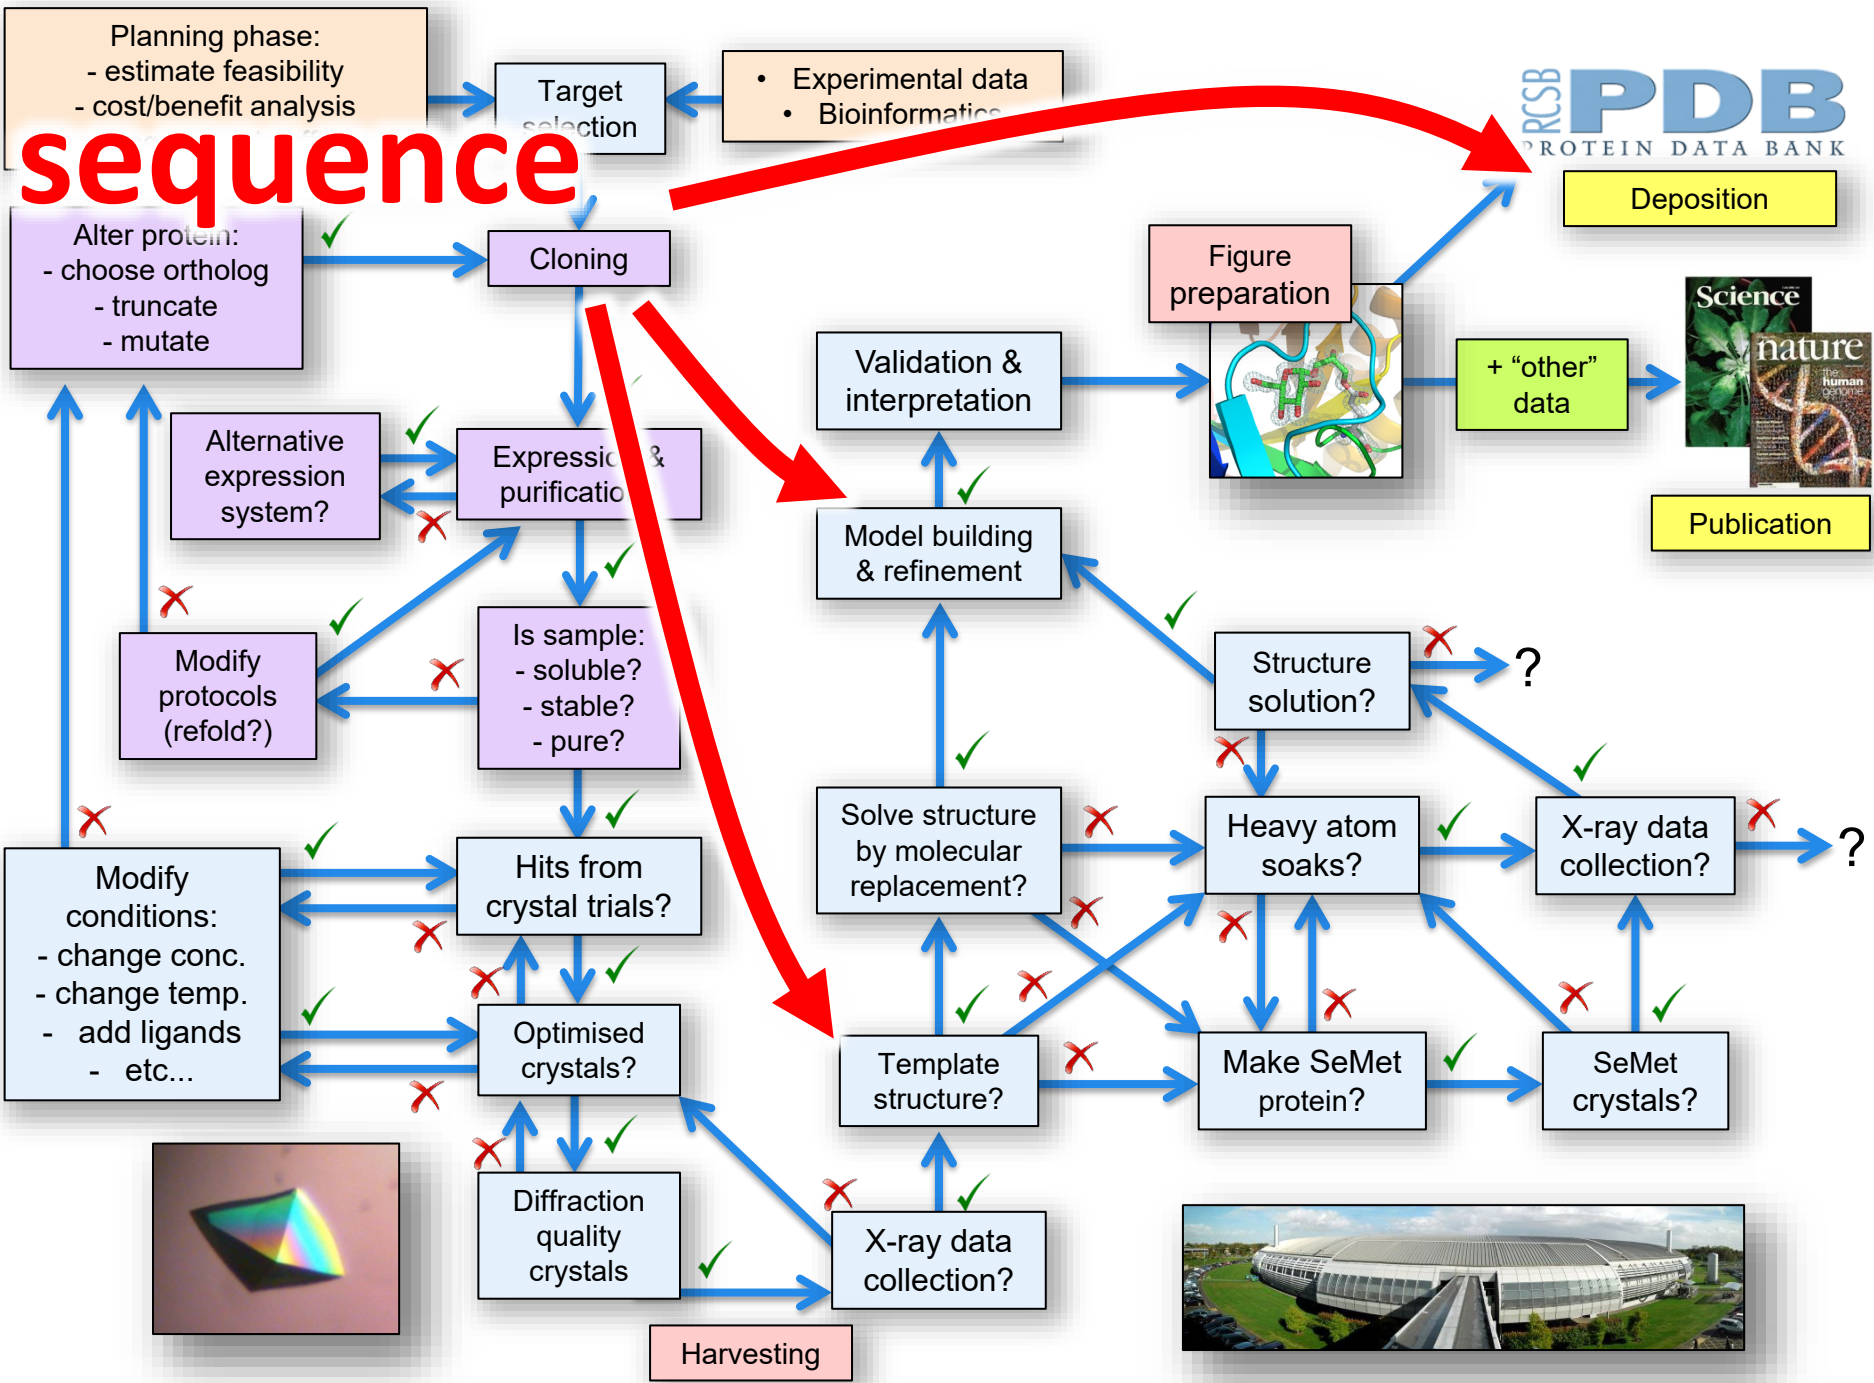 Planning phase:
- estimate feasibility
- cost/benefit analysis
sequence
Target
selection
• Experimental data
• Bioinformatics
RCSB
PDB
PROTEIN DATA BANK
Deposition
Alter protein:
- choose ortholog
- truncate
- mutate
Cloning
Figure
preparation
Validation &
interpretation
+ “other”
data
Science
nature
the
human
genome
Publication
Alternative
expression
system?
Expression &
purification
Model building
& refinement
Is sample:
- soluble?
- stable?
- pure?
Modify
protocols
(refold?)
Structure
solution?
?
Solve structure
by molecular
replacement?
Heavy atom
soaks?
X-ray data
collection?
?
Modify
conditions:
- change conc.
- change temp.
- add ligands
- etc...
Hits from
crystal trials?
Optimised
crystals?
Template
structure?
Make SeMet
protein?
SeMet
crystals?
Diffraction
quality
crystals
X-ray data
collection?
Harvesting